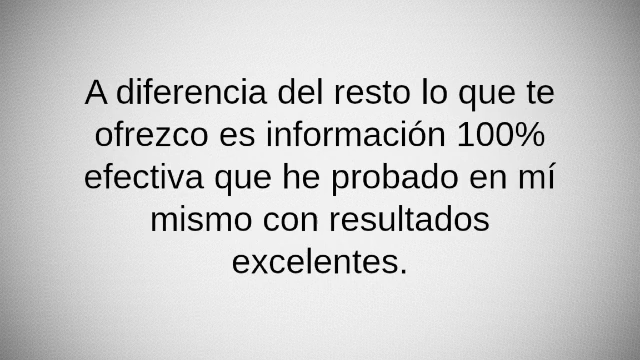 A diferencia del resto lo que te
ofrezco es información 100%
efectiva que he probado en mí
mismo con resultados
excelentes.